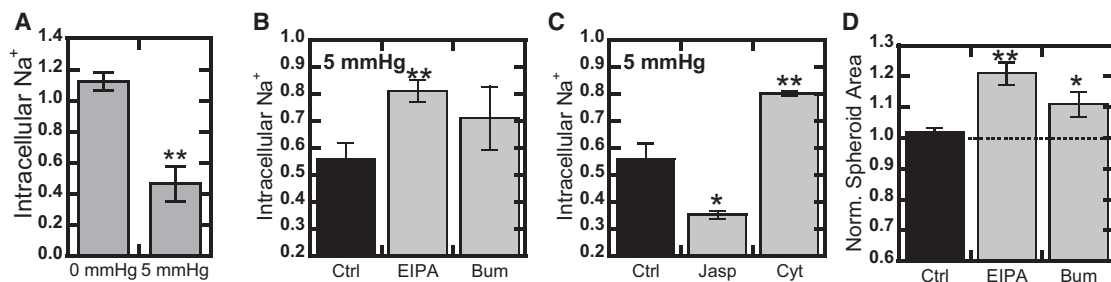 A
Intracellular Na+
1.4
1.2
1.0
0.8
0.6
0.4
0.2
0.0
**
0 mmHg 5 mmHg
B
Intracellular Na+
1.0
0.9
0.8
0.7
0.6
0.5
0.4
0.3
0.2
5 mmHg
**
Ctrl EIPA Bum
C
Intracellular Na+
1.0
0.9
0.8
0.7
0.6
0.5
0.4
0.3
0.2
5 mmHg
*
**
Ctrl Jasp Cyt
D
Norm. Spheroid Area
1.3
1.2
1.1
1.0
0.9
0.8
0.7
0.6
**
*
Ctrl EIPA Bum